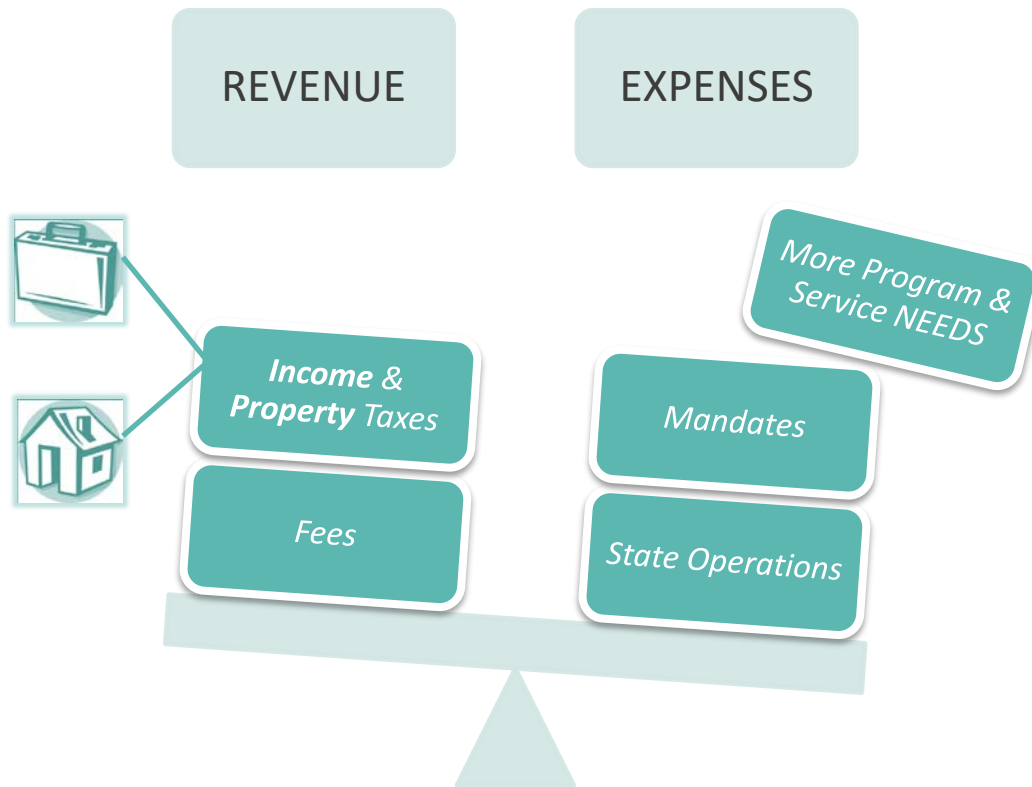 REVENUE
EXPENSES
More Program &
Service NEEDS
Income &
Property Taxes
Mandates
Fees
State Operations